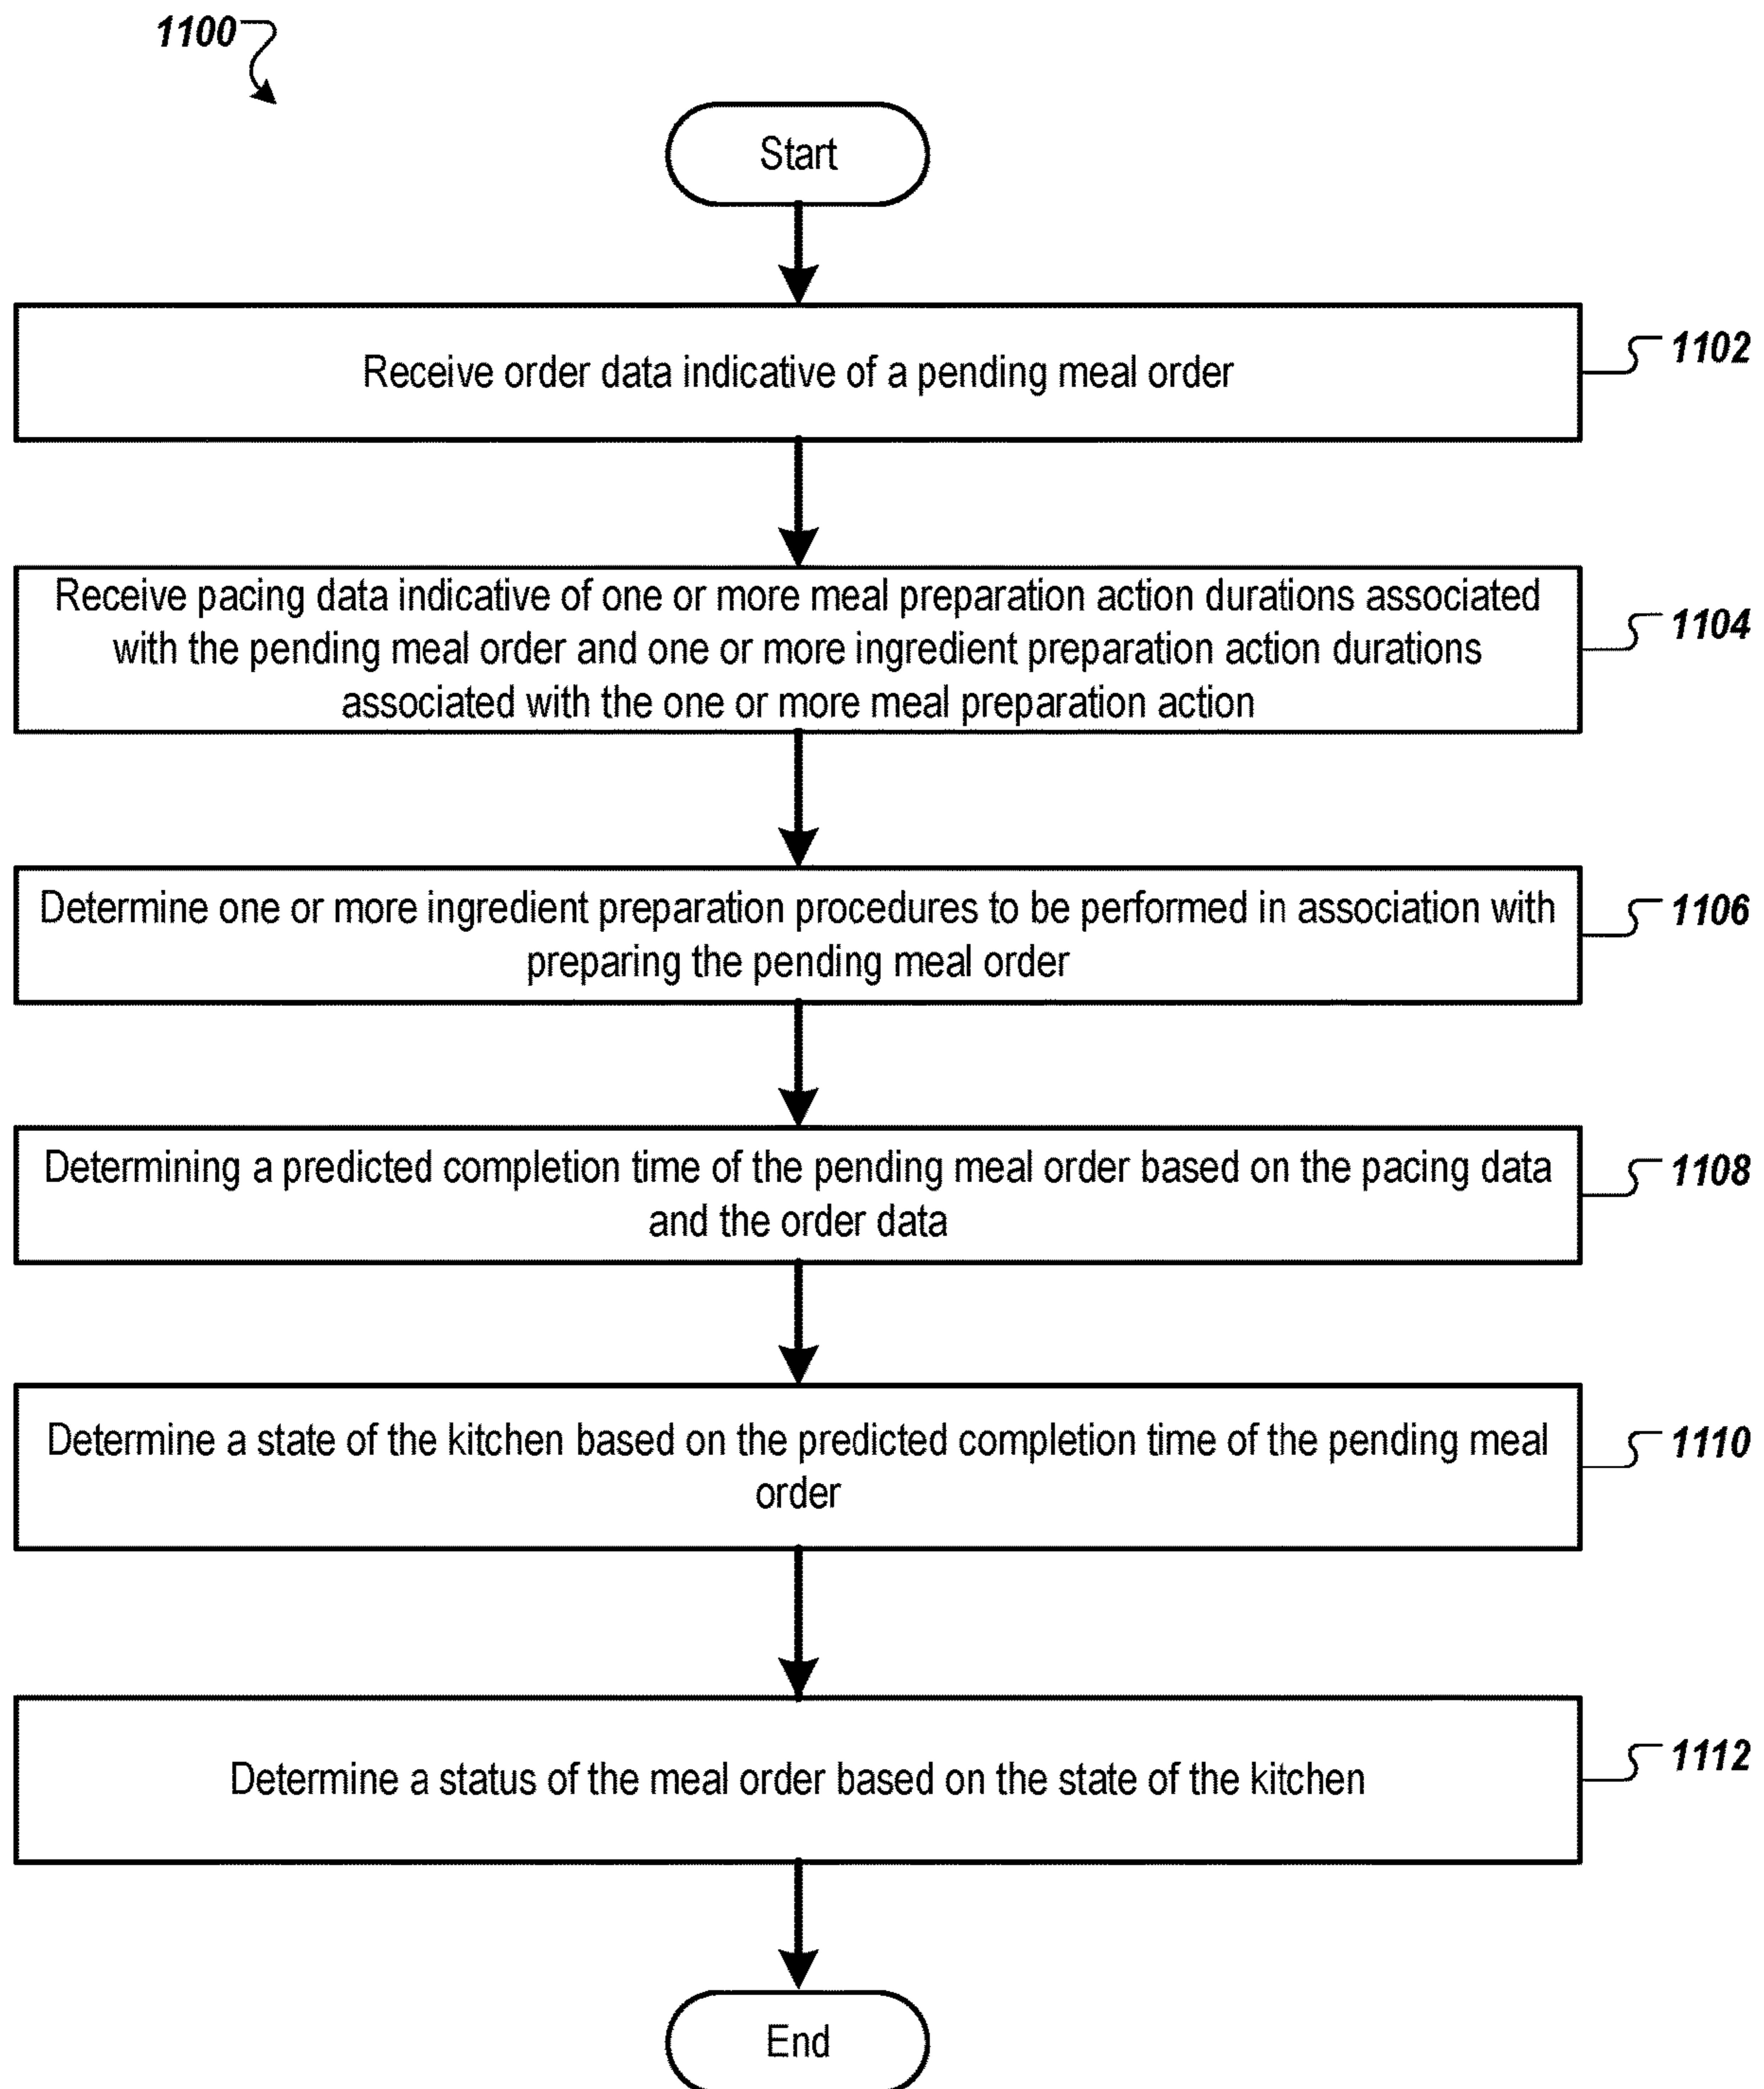 1100
Start
Receive order data indicative of a pending meal order
1102
Receive pacing data indicative of one or more meal preparation action durations associated
with the pending meal order and one or more ingredient preparation action durations
associated with the one or more meal preparation action
1104
Determine one or more ingredient preparation procedures to be performed in association with
preparing the pending meal order
1106
Determining a predicted completion time of the pending meal order based on the pacing data
and the order data
1108
Determine a state of the kitchen based on the predicted completion time of the pending meal
order
1110
Determine a status of the meal order based on the state of the kitchen
1112
End